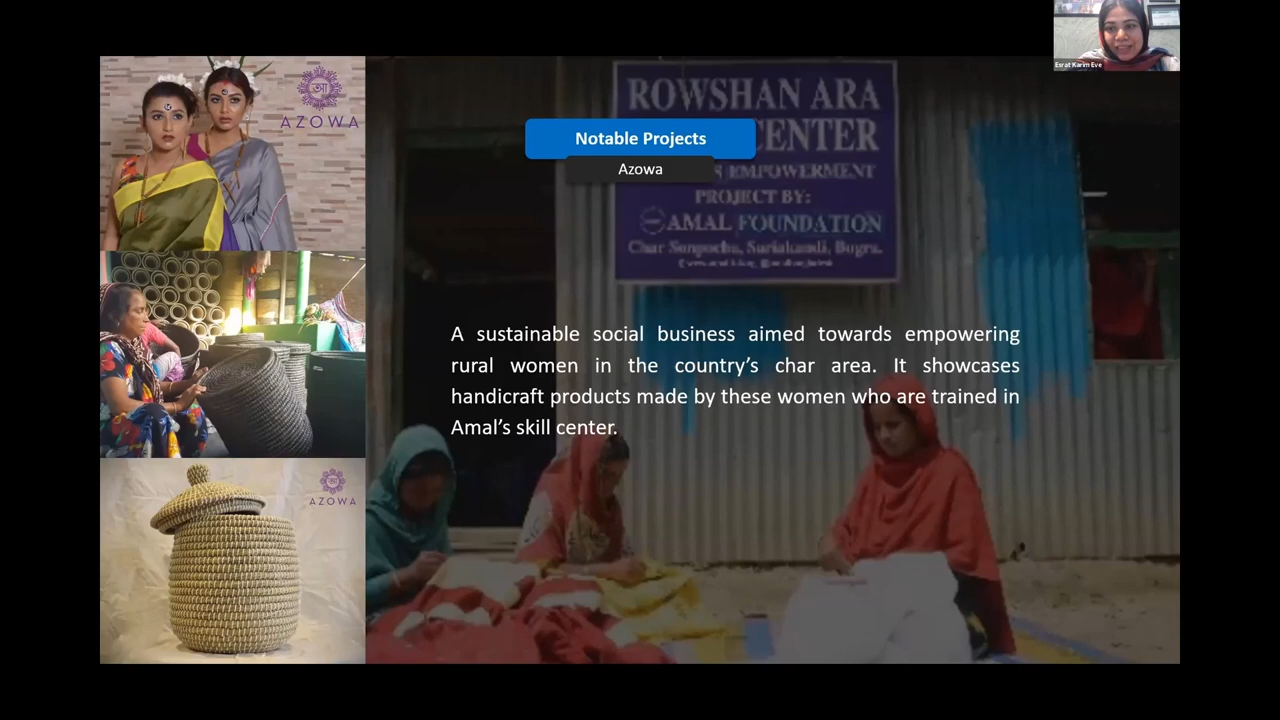 Esrat Karim Eve
আ
AZOWA
ROWSHAN ARA
CENTER
Notable Projects
Azowa
EMPOWERMENT
PROJECT BY:
AMAL FOUNDATION
Char Sonpocha, Sariakandi, Bogra.
A sustainable social business aimed towards empowering
rural women in the country's char area. It showcases
handicraft products made by these women who are trained in
Amal's skill center.
AZOWA